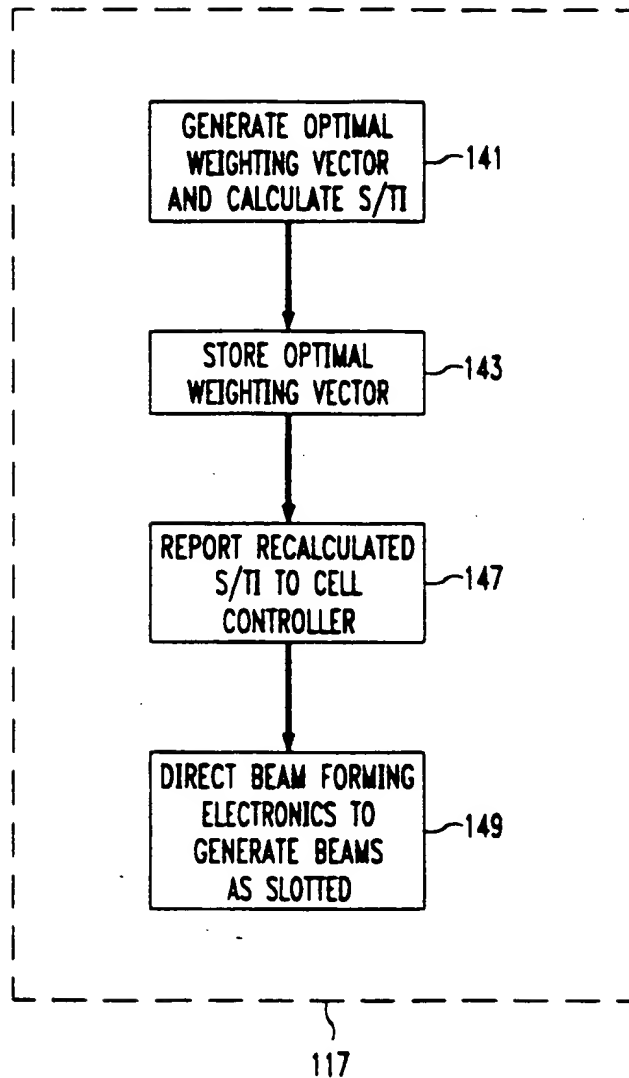 GENERATE OPTIMAL
WEIGHTING VECTOR
AND CALCULATE S/TI
141
STORE OPTIMAL
WEIGHTING VECTOR
143
REPORT RECALCULATED
S/TI TO CELL
CONTROLLER
147
DIRECT BEAM FORMING
ELECTRONICS TO
GENERATE BEAMS
AS SLOTTED
149
117